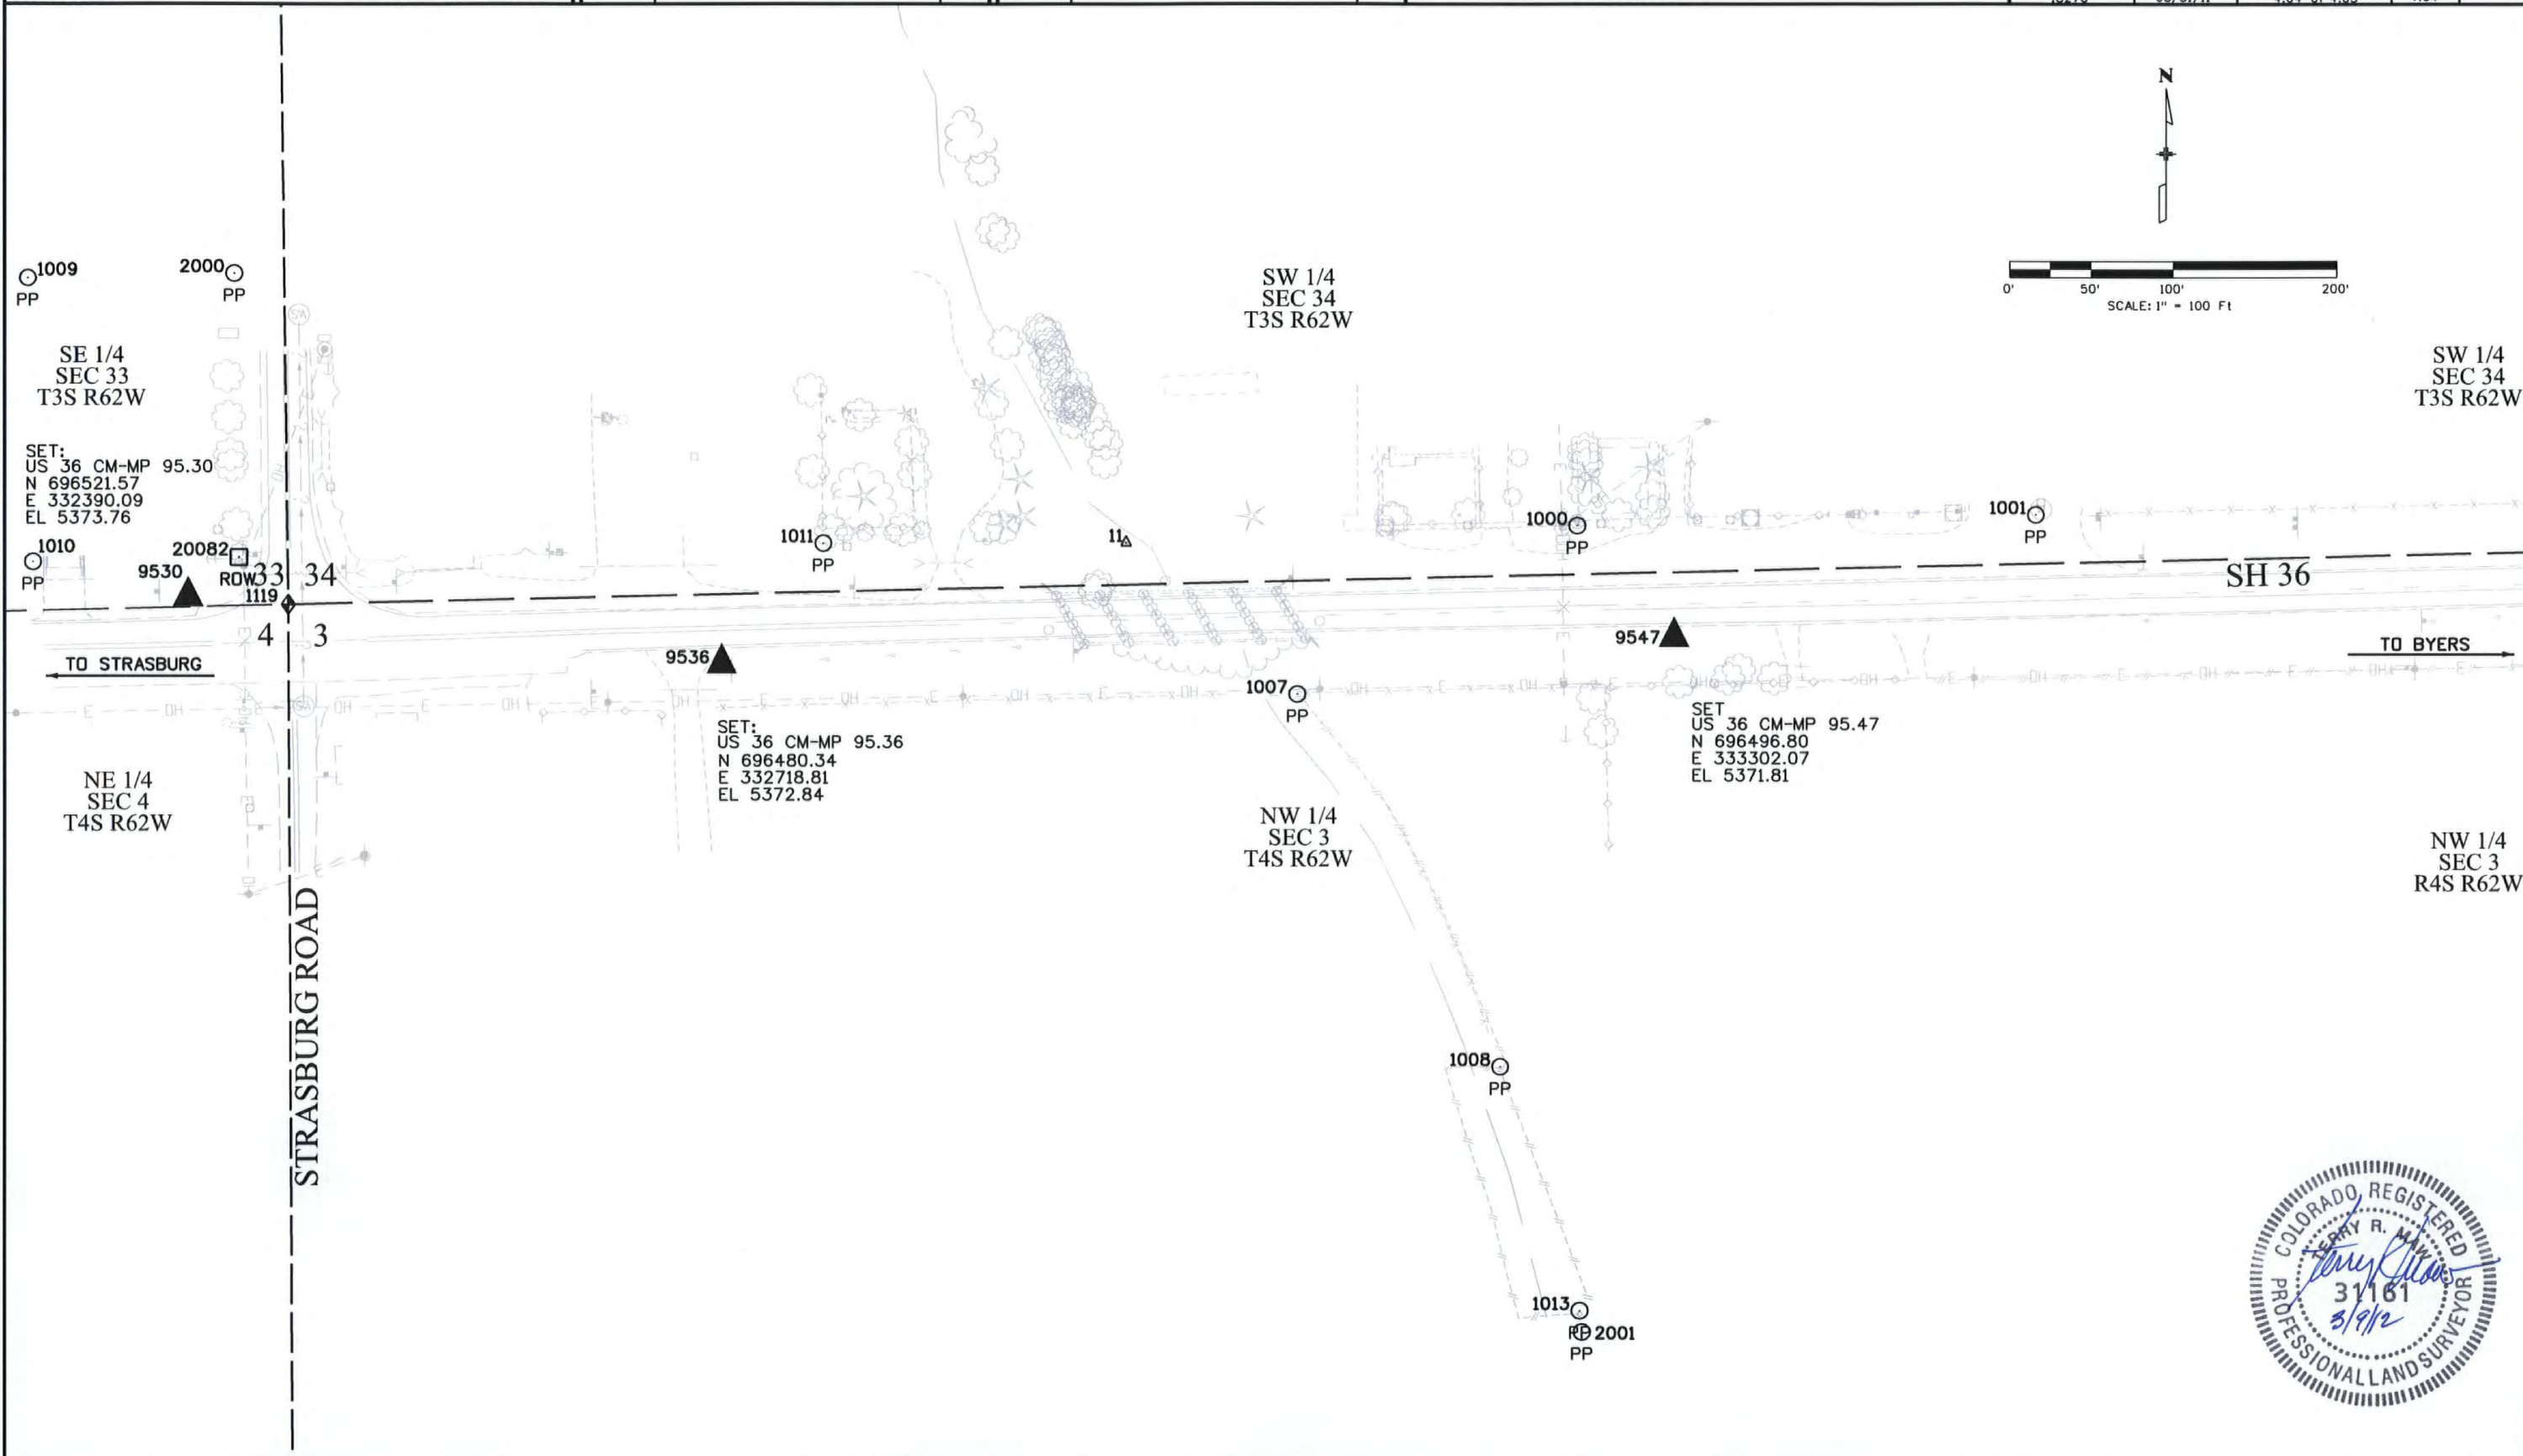 N
0' 50' 100' 200'
SCALE: 1" = 100 Ft
1009
PP
2000
PP
SW 1/4
SEC 34
T3S R62W
SE 1/4
SEC 33
T3S R62W
SW 1/4
SEC 34
T3S R62W
SET:
US 36 CM-MP 95.30
N 696521.57
E 332390.09
EL 5373.76
1010
PP
20082
ROW
9530
1119
33 34
4 3
1011
PP
11
1000
PP
1001
PP
SH 36
TO STRASBURG
9536
9547
TO BYERS
1007
PP
SET:
US 36 CM-MP 95.36
N 696480.34
E 332718.81
EL 5372.84
SET
US 36 CM-MP 95.47
N 696496.80
E 333302.07
EL 5371.81
NE 1/4
SEC 4
T4S R62W
NW 1/4
SEC 3
T4S R62W
NW 1/4
SEC 3
R4S R62W
STRASBURG ROAD
1008
PP
1013
PP
2001
PP
COLORADO REGISTERED
TERRY R. MAW
31161
3/9/12
PROFESSIONAL LAND SURVEYOR